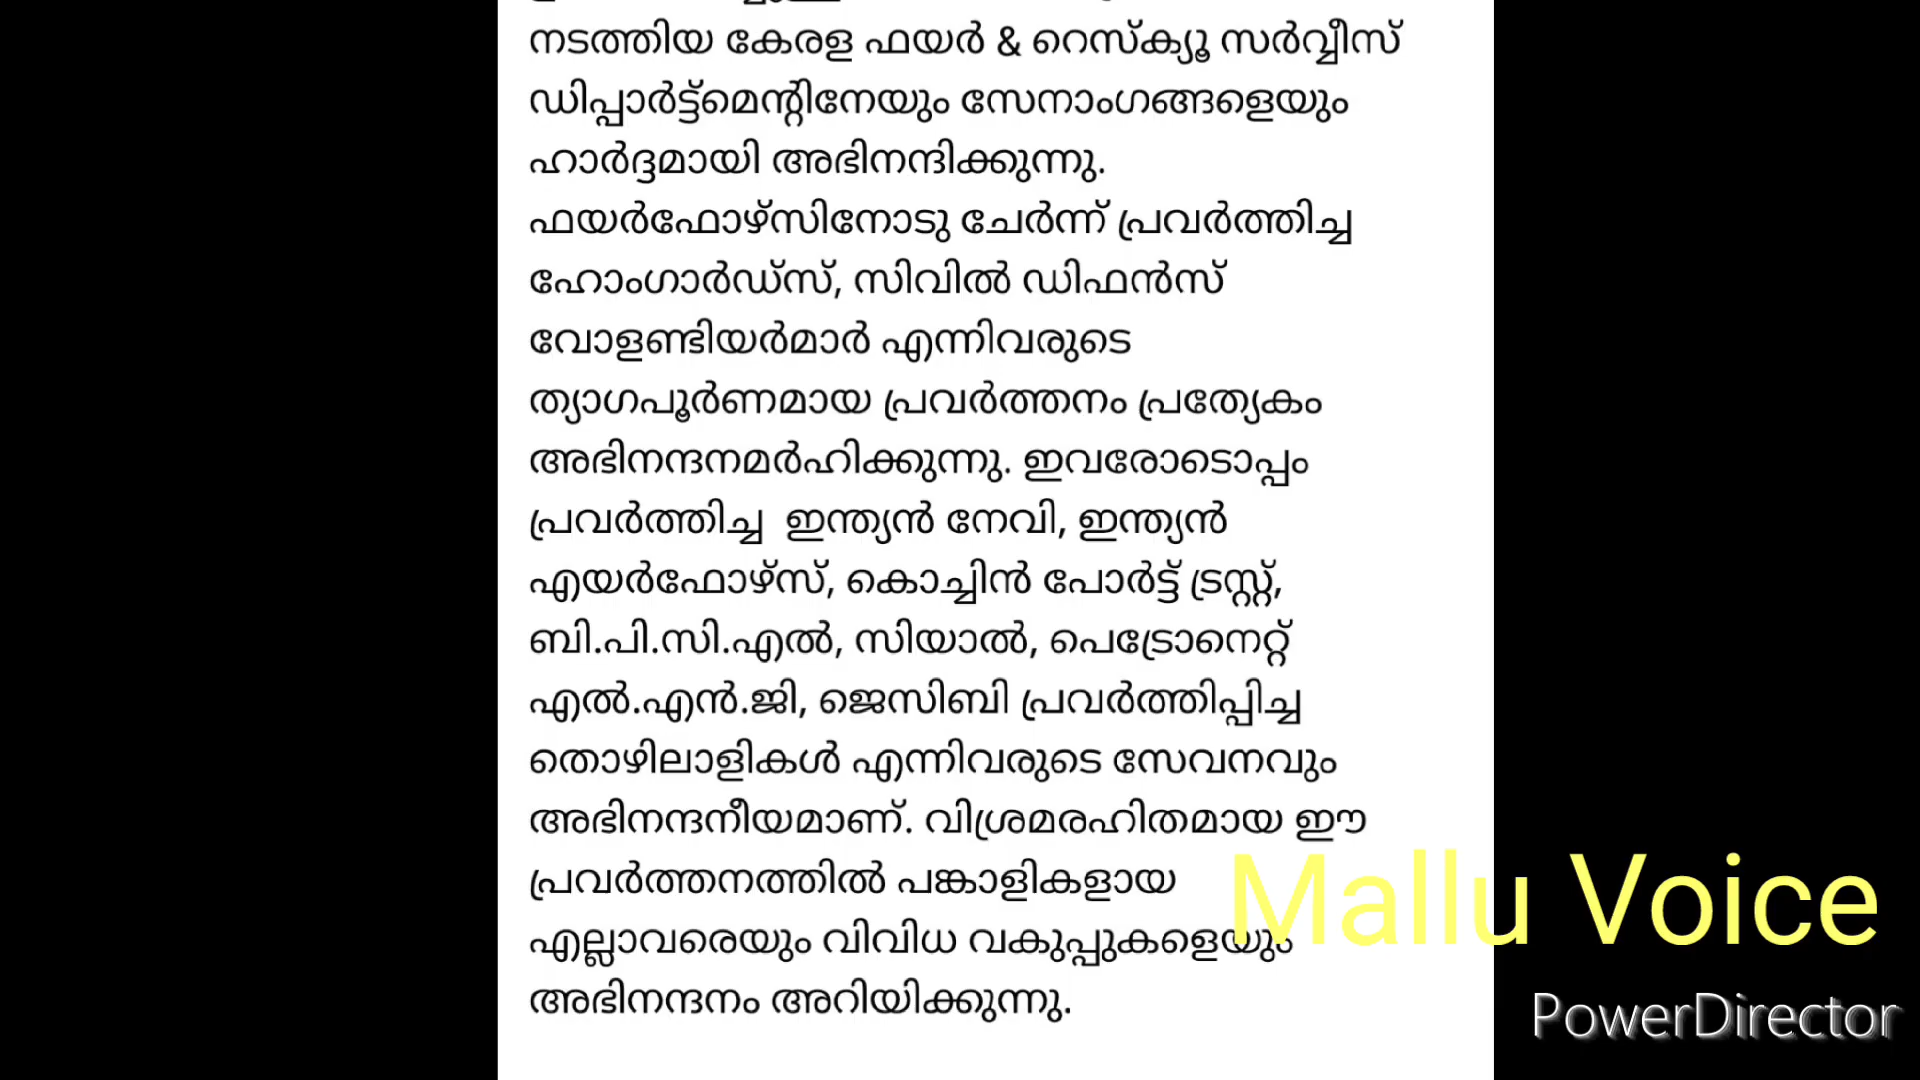 നടത്തിയ കേരള ഫയർ & റെസ്ക്യൂ സർവ്വീസ്
ഡിപ്പാർട്ട്മെന്റിനേയും സേനാംഗങ്ങളെയും
ഹാർദ്ദമായി അഭിനന്ദിക്കുന്നു.
ഫയർഫോഴ്സിനോടു ചേർന്ന് പ്രവർത്തിച്ച
ഹോംഗാർഡ്സ്, സിവിൽ ഡിഫൻസ്
വോളണ്ടിയർമാർ എന്നിവരുടെ
ത്യാഗപൂർണമായ പ്രവർത്തനം പ്രത്യേകം
അഭിനന്ദനമർഹിക്കുന്നു. ഇവരോടൊപ്പം
പ്രവർത്തിച്ച ഇന്ത്യൻ നേവി, ഇന്ത്യൻ
എയർഫോഴ്സ്, കൊച്ചിൻ പോർട്ട് ട്രസ്റ്റ്,
ബി.പി.സി.എൽ, സിയാൽ, പെട്രോനെറ്റ്
എൽ.എൻ.ജി, ജെസിബി പ്രവർത്തിപ്പിച്ച
തൊഴിലാളികൾ എന്നിവരുടെ സേവനവും
അഭിനന്ദനീയമാണ്. വിശ്രമരഹിതമായ ഈ
പ്രവർത്തനത്തിൽ പങ്കാളികളായ
എല്ലാവരെയും വിവിധ വകുപ്പുകളെയും
അഭിനന്ദനം അറിയിക്കുന്നു.
Mallu Voice
PowerDirector